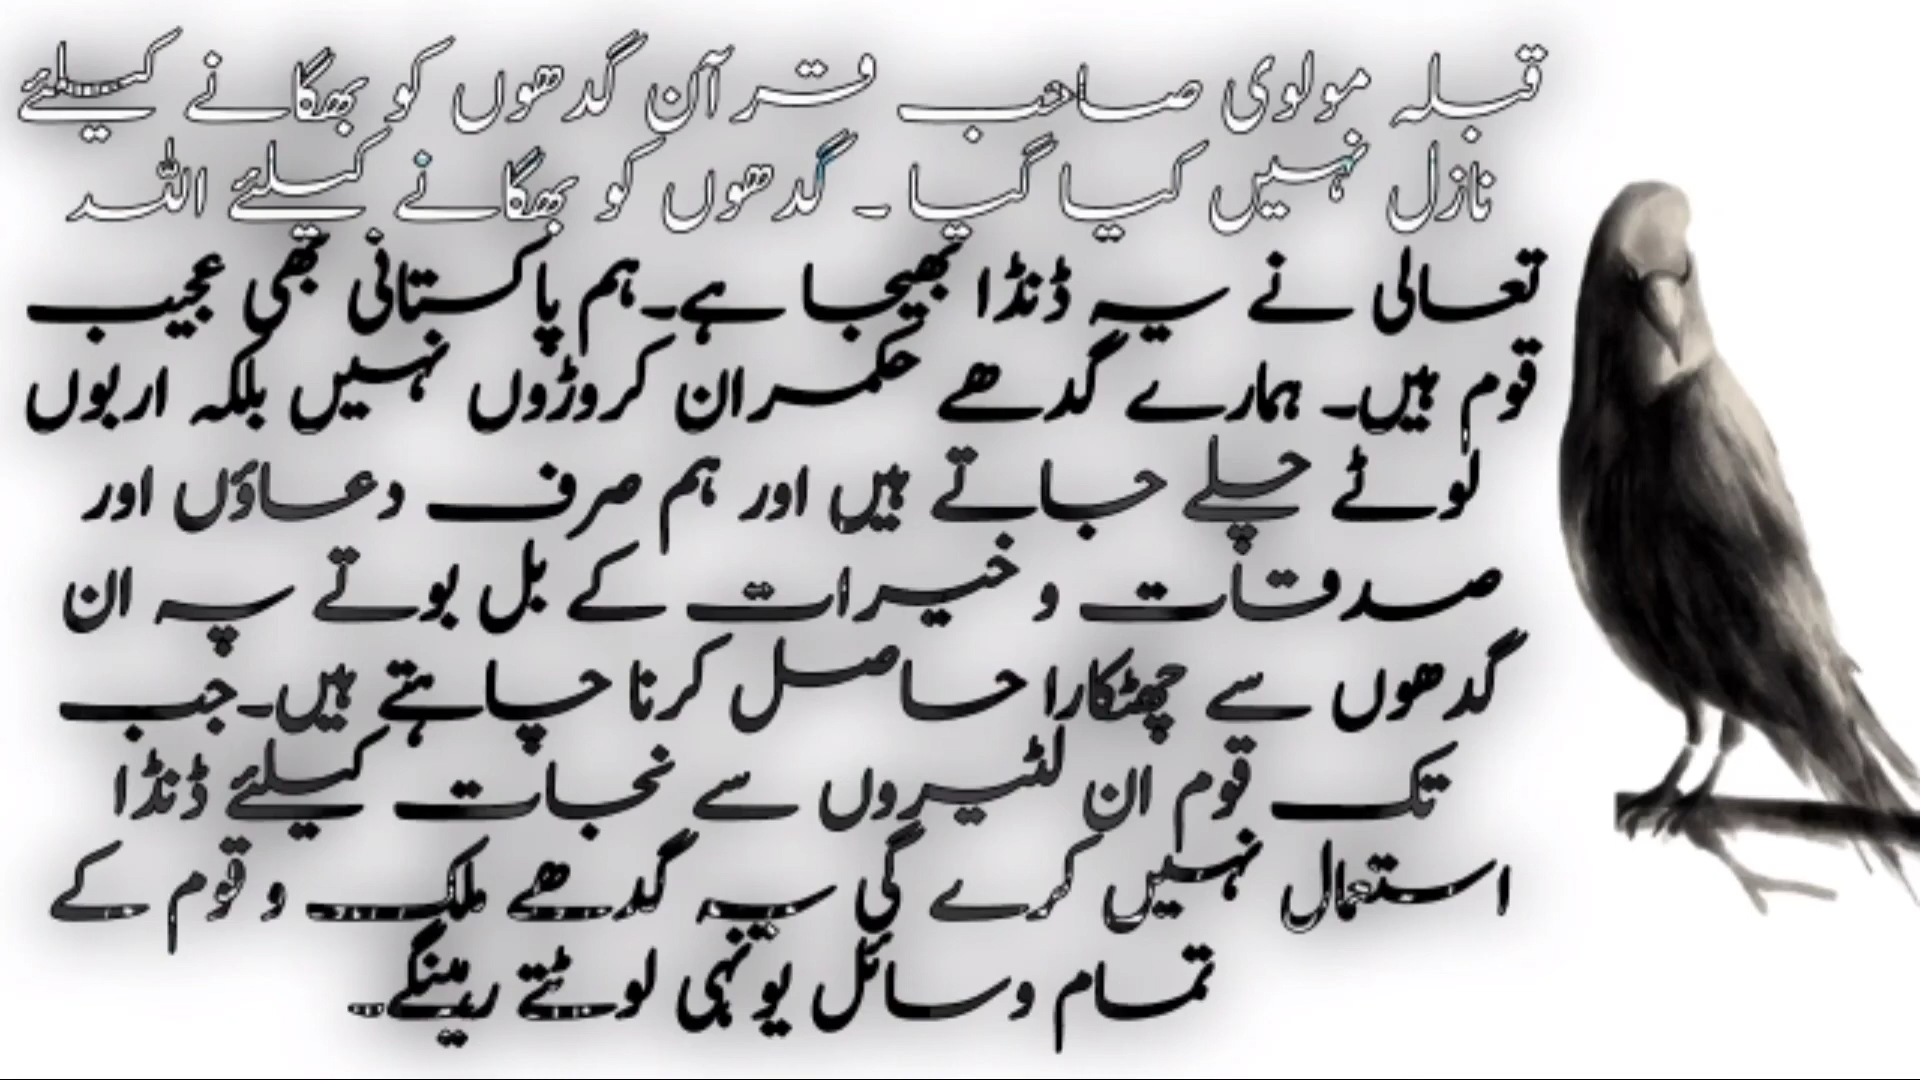 قبلہ مولوی صاحب قرآن گدھوں کو بھگانے کیلئے
نازل نہیں کیا گیا ۔ گدھوں کو بھگانے کیلئے اللہ
تعالی نے یہ ڈنڈا بھیجا ہے۔ہم پاکستانی بھی عجیب
قوم ہیں۔ ہمارے گدھے حکمران کروڑوں نہیں بلکہ اربوں
لوٹے چلے جاتے ہیں اور ہم صرف دعاؤں اور
صدقات و خیرات کے بل بوتے پہ ان
گدھوں سے چھٹکارا حاصل کرنا چاہتے ہیں۔جب
تک قوم ان لٹیروں سے نجات کیلئے ڈنڈا
استعمال نہیں کرے گی یہ گدھے ملک و قوم کے
تمام وسائل یونہی لوٹتے رہینگے۔۔